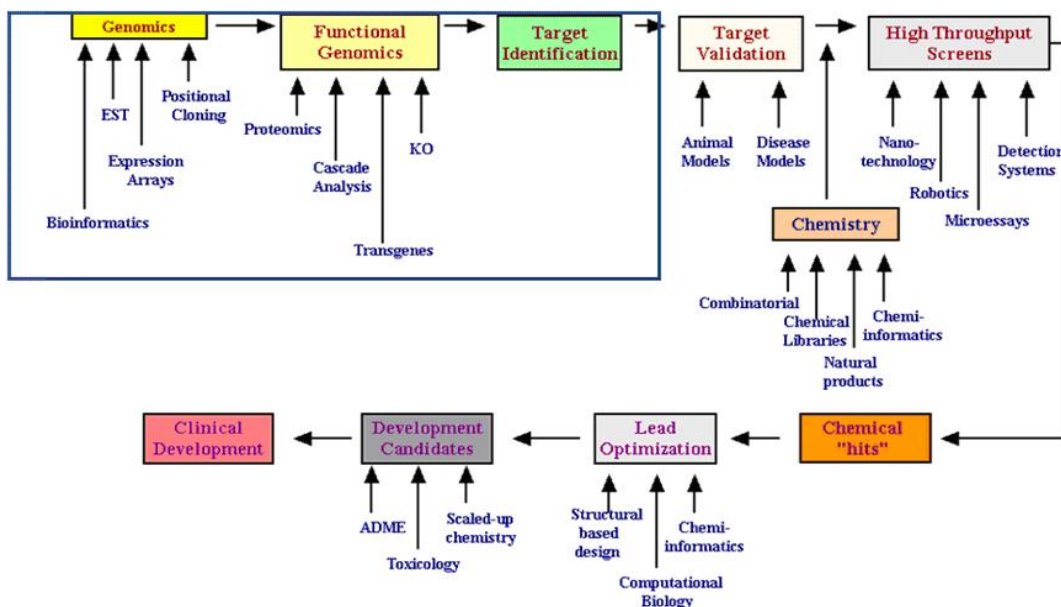 Genomics
Functional
Genomics
Target
Identification
Target
Validation
High Throughput
Screens
EST
Positional
Cloning
Expression
Arrays
Bioinformatics
Proteomics
Cascade
Analysis
Transgenes
KO
Animal
Models
Disease
Models
Nano-
technology
Robotics
Microessays
Detection
Systems
Chemistry
Combinatorial
Chemical
Libraries
Natural
products
Chemi-
informatics
Clinical
Development
Development
Candidates
Lead
Optimization
Chemical
"hits"
ADME
Toxicology
Scaled-up
chemistry
Structural
based
design
Computational
Biology
Chemi-
informatics